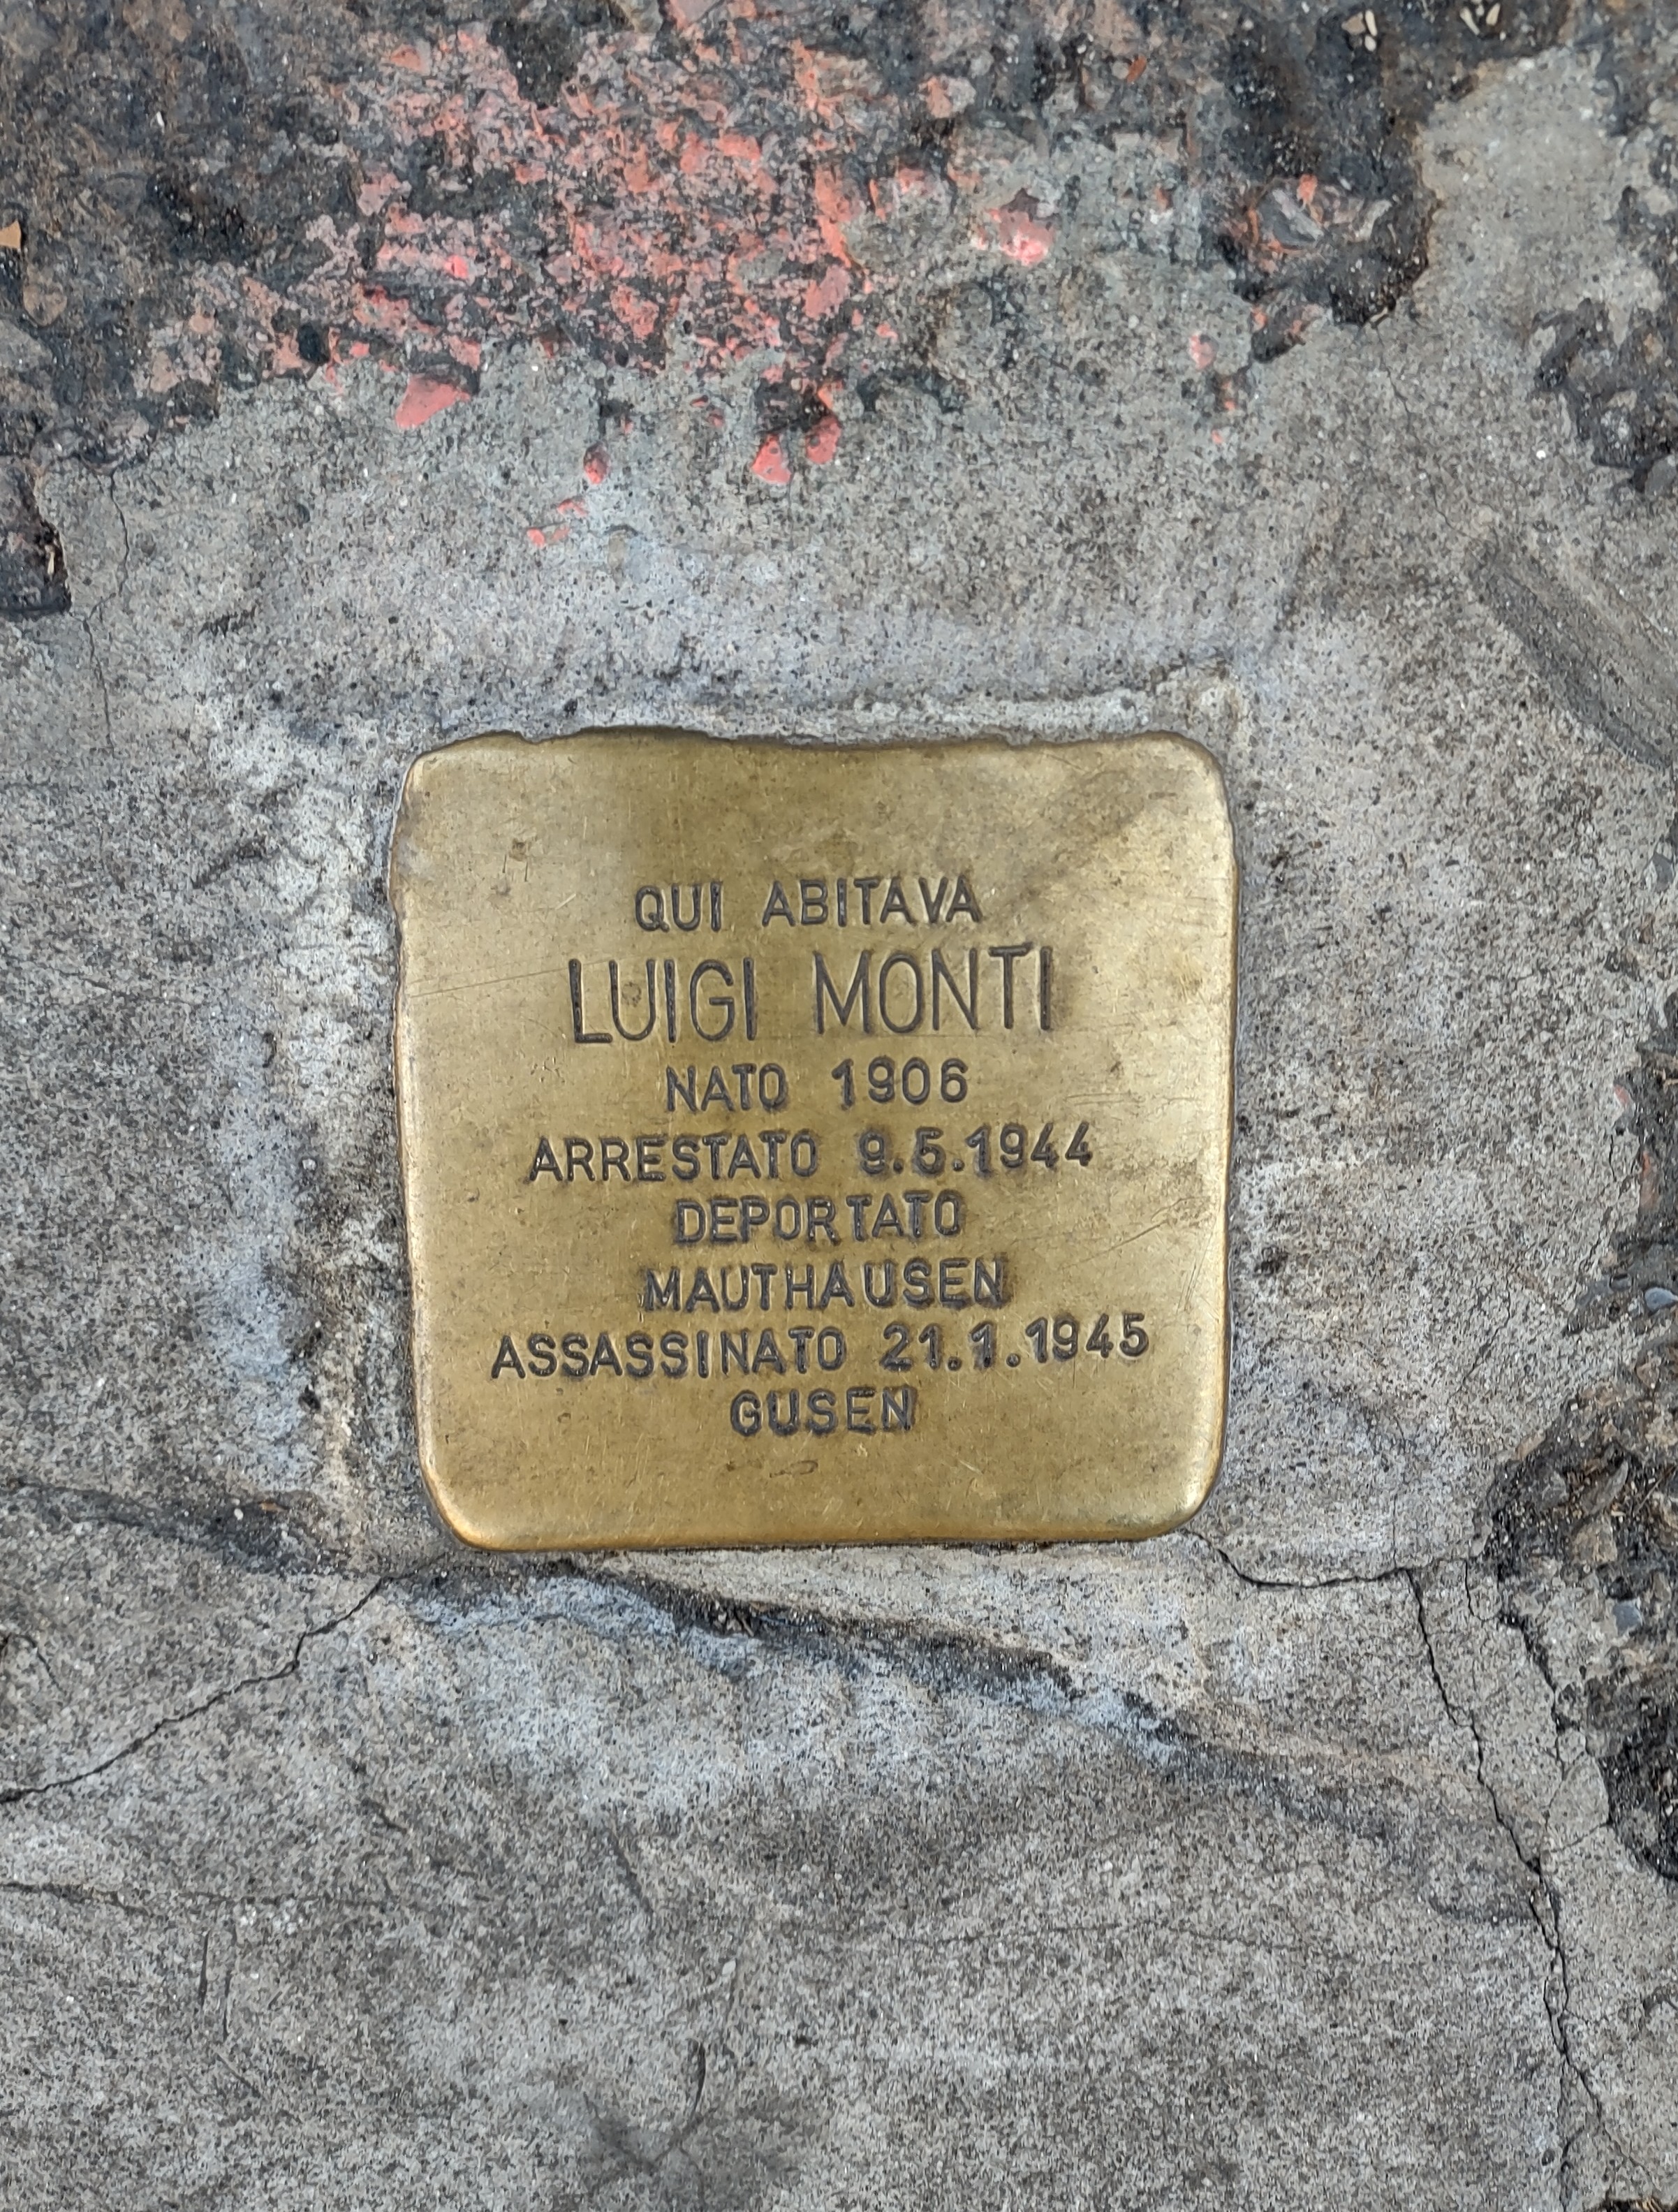 QUI ABITAVA
LUIGI MONTI
NATO 1906
ARRESTATO 9.5.1944
DEPORTATO
MAUTHAUSEN
ASSASSINATO 21.1.1945
GUSEN